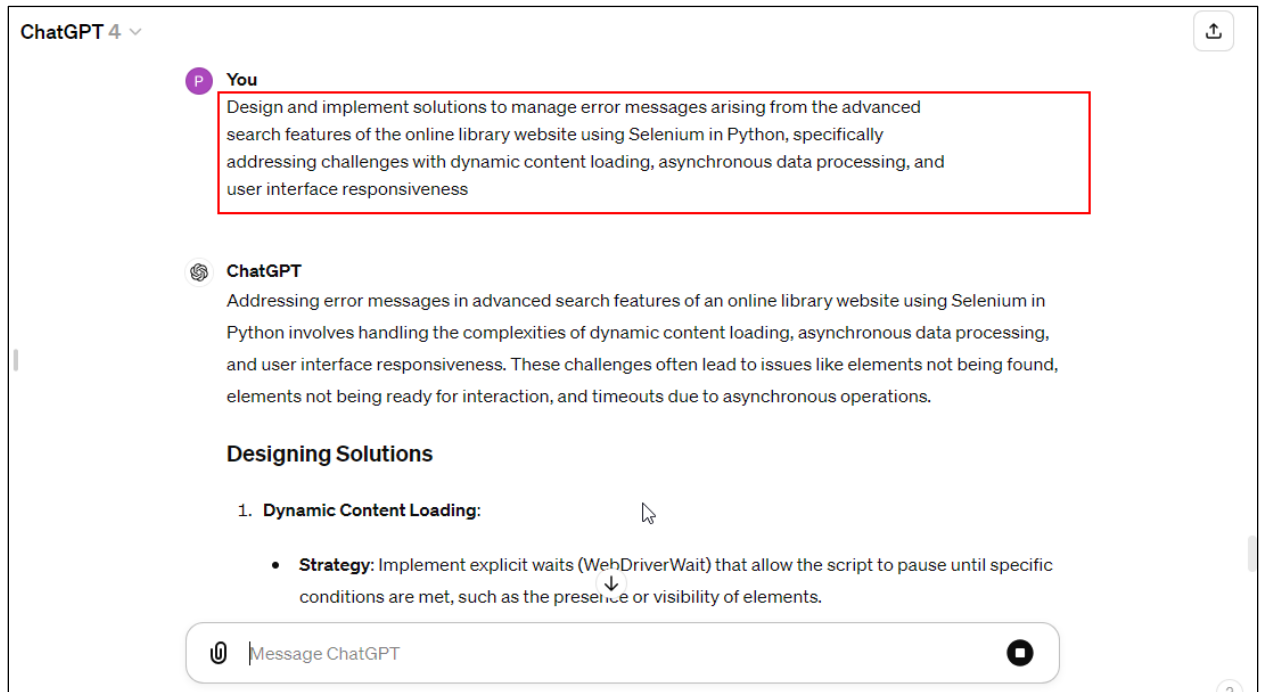 ChatGPT 4
P
You
Design and implement solutions to manage error messages arising from the advanced
search features of the online library website using Selenium in Python, specifically
addressing challenges with dynamic content loading, asynchronous data processing, and
user interface responsiveness
ChatGPT
Addressing error messages in advanced search features of an online library website using Selenium in
Python involves handling the complexities of dynamic content loading, asynchronous data processing,
and user interface responsiveness. These challenges often lead to issues like elements not being found,
elements not being ready for interaction, and timeouts due to asynchronous operations.
Designing Solutions
1. Dynamic Content Loading:
• Strategy: Implement explicit waits (WebDriverWait) that allow the script to pause until specific
conditions are met, such as the presence or visibility of elements.
Message ChatGPT
?